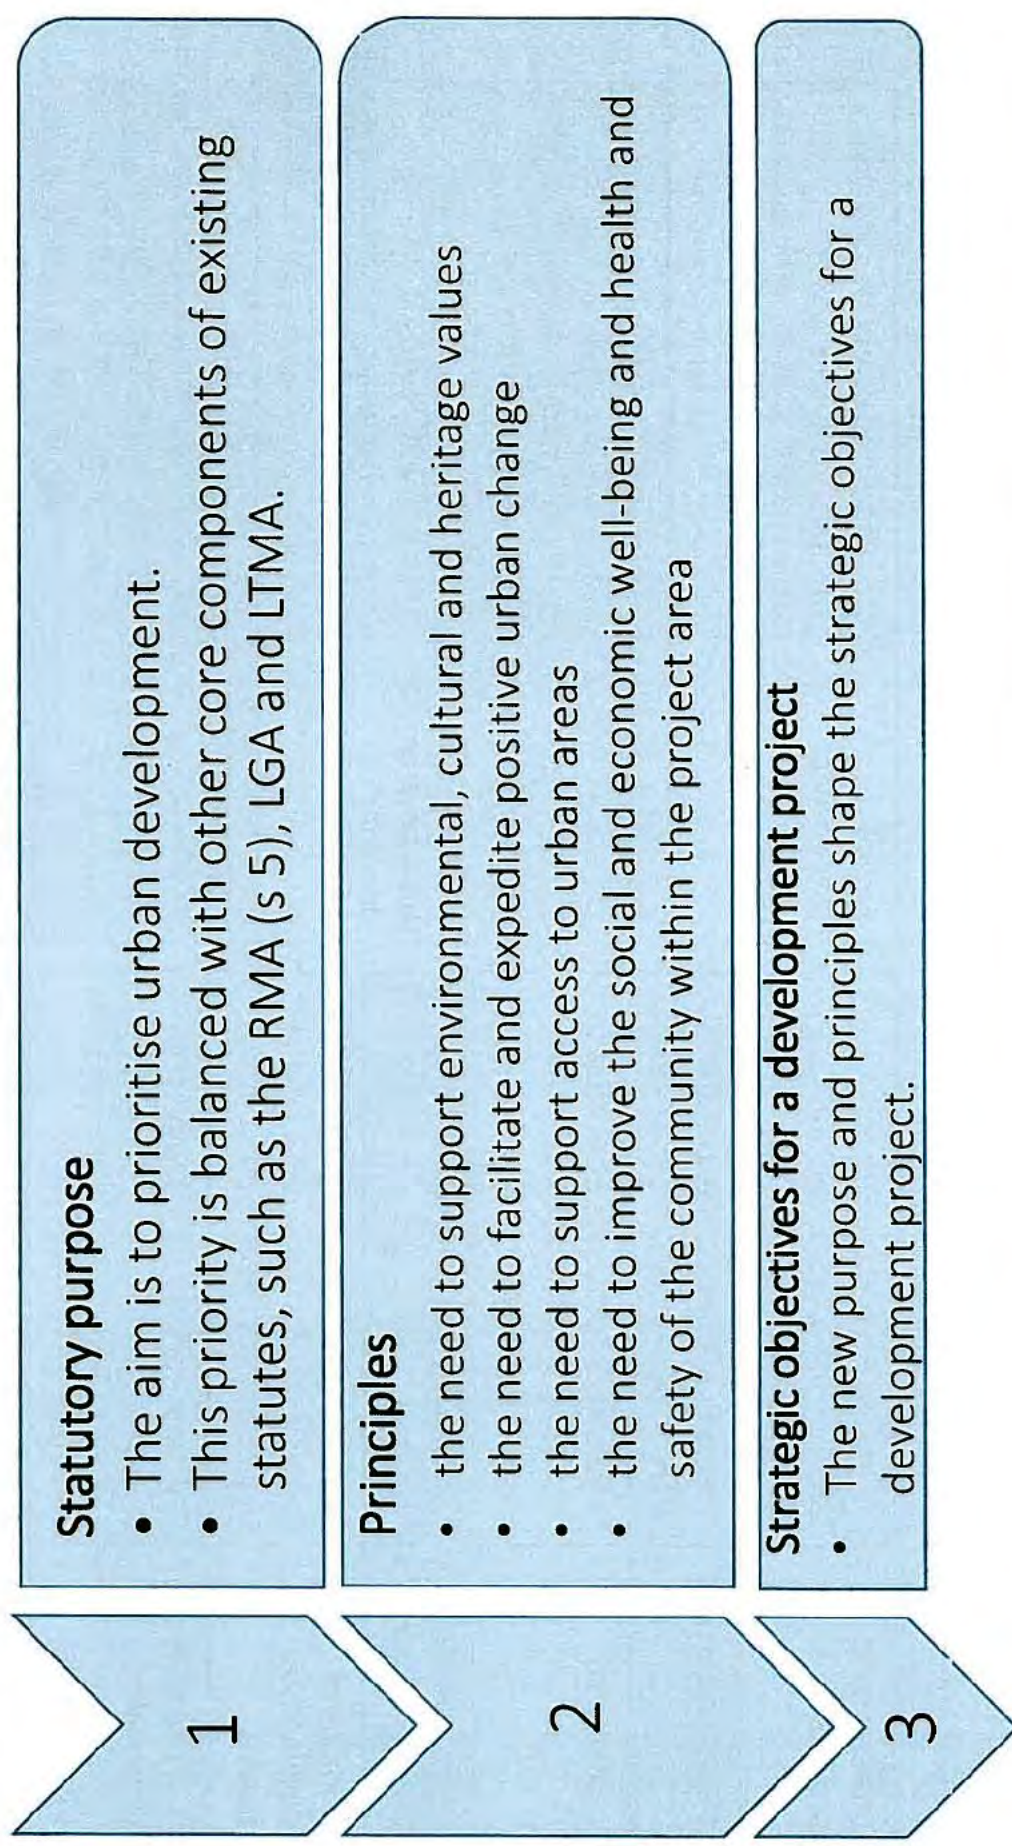 1
Statutory purpose
• The aim is to prioritise urban development.
• This priority is balanced with other core components of existing
statutes, such as the RMA (s 5), LGA and LTMA.
2
Principles
• the need to support environmental, cultural and heritage values
• the need to facilitate and expedite positive urban change
• the need to support access to urban areas
• the need to improve the social and economic well-being and health and
safety of the community within the project area
3
Strategic objectives for a development project
• The new purpose and principles shape the strategic objectives for a
development project.